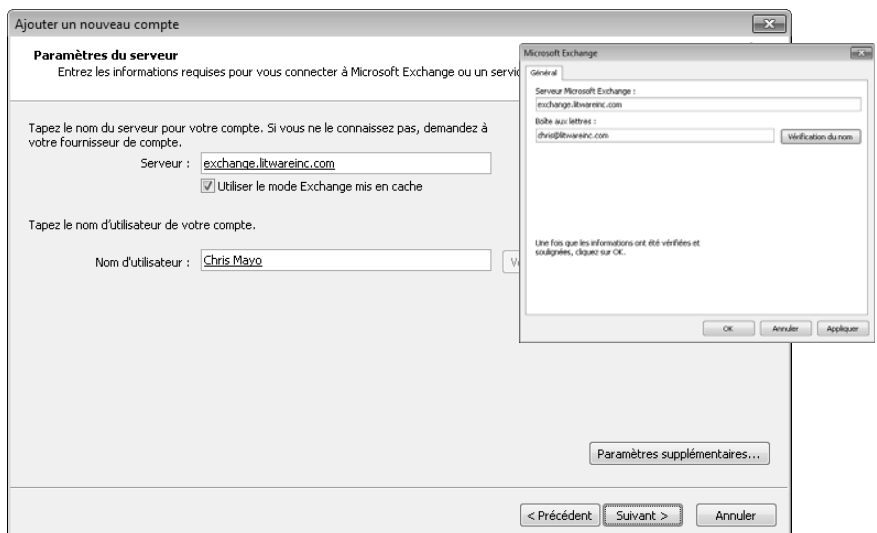 Ajouter un nouveau compte
Paramètres du serveur
Entrez les informations requises pour vous connecter à Microsoft Exchange ou un
Tapez le nom du serveur pour votre compte. Si vous ne le connaissez pas, demandez à
votre fournisseur de compte.
Serveur : exchange.litwareinc.com
Utiliser le mode Exchange mis en cache
Tapez le nom d'utilisateur de votre compte.
Nom d'utilisateur : Chris Mayo
Paramètres supplémentaires...
< Précédent Suivant > Annuler
Microsoft Exchange
Général
Serveur Microsoft Exchange :
exchange.litwareinc.com
Boîte aux lettres :
chris@litwareinc.com Vérification du nom
Une fois que les informations ont été vérifiées et
soulignées, cliquez sur OK.
OK Annuler Appliquer